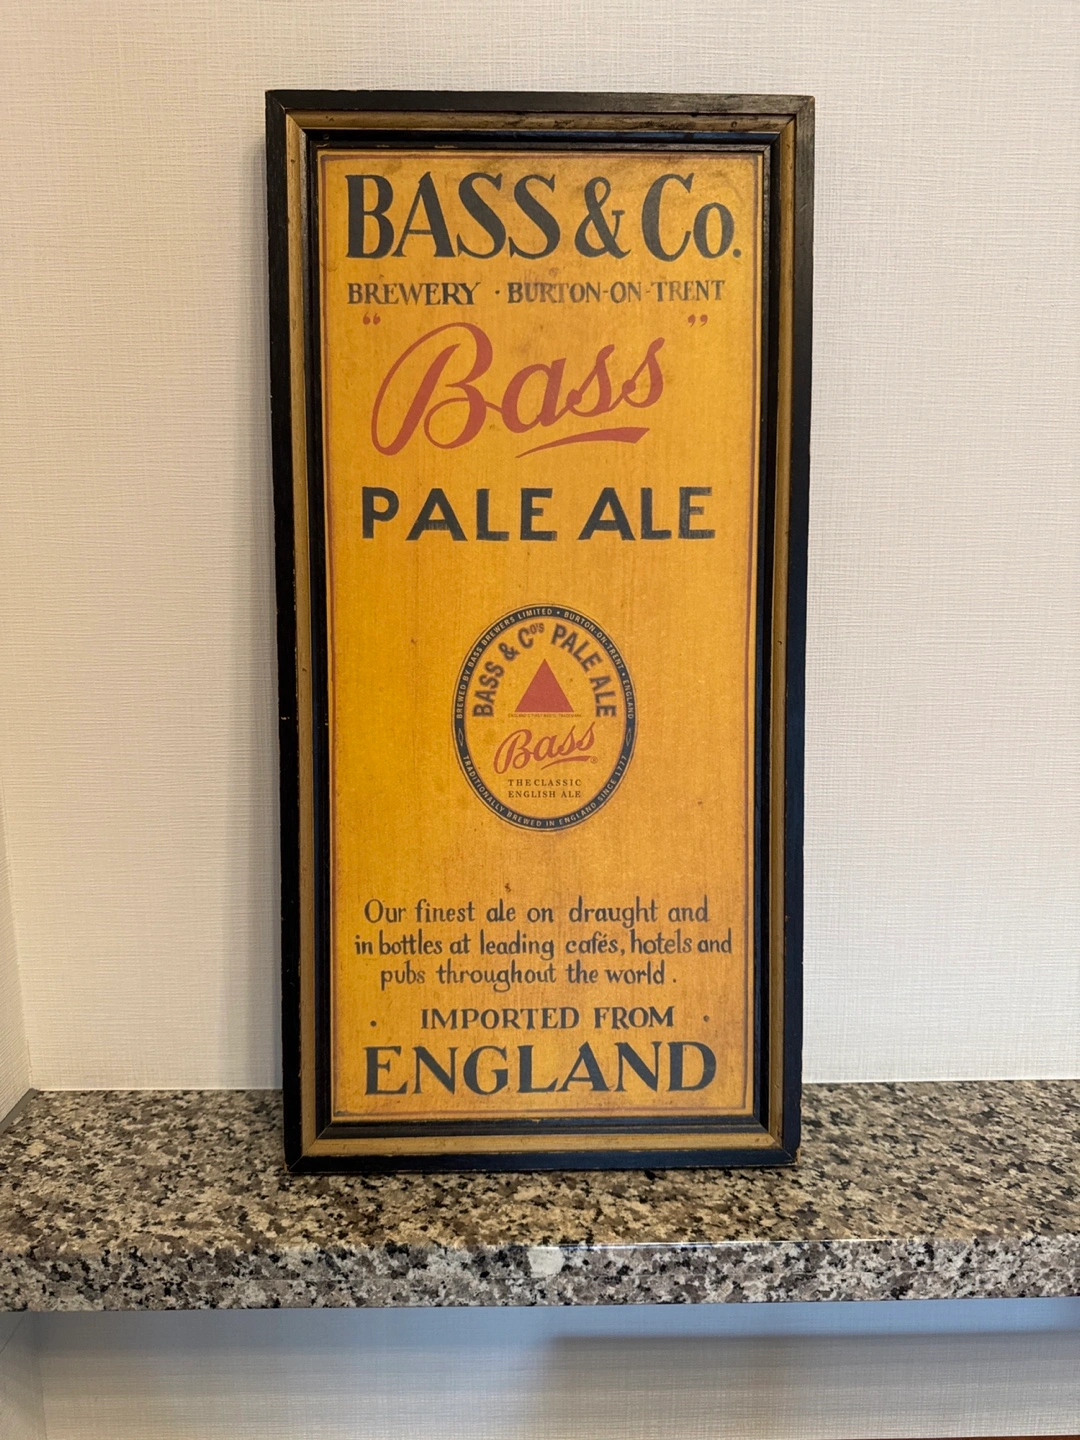 BASS & Co.
BREWERY · BURTON-ON-TRENT
“Bass”
PALE ALE
BREWED BY BASS BREWERS LIMITED • BURTON-ON-TRENT • ENGLAND
BASS & Co's PALE ALE
Bass®
THE CLASSIC
ENGLISH ALE
TRADITIONALLY BREWED IN ENGLAND SINCE 1777
Our finest ale on draught and
in bottles at leading cafés, hotels and
pubs throughout the world.
· IMPORTED FROM ·
ENGLAND